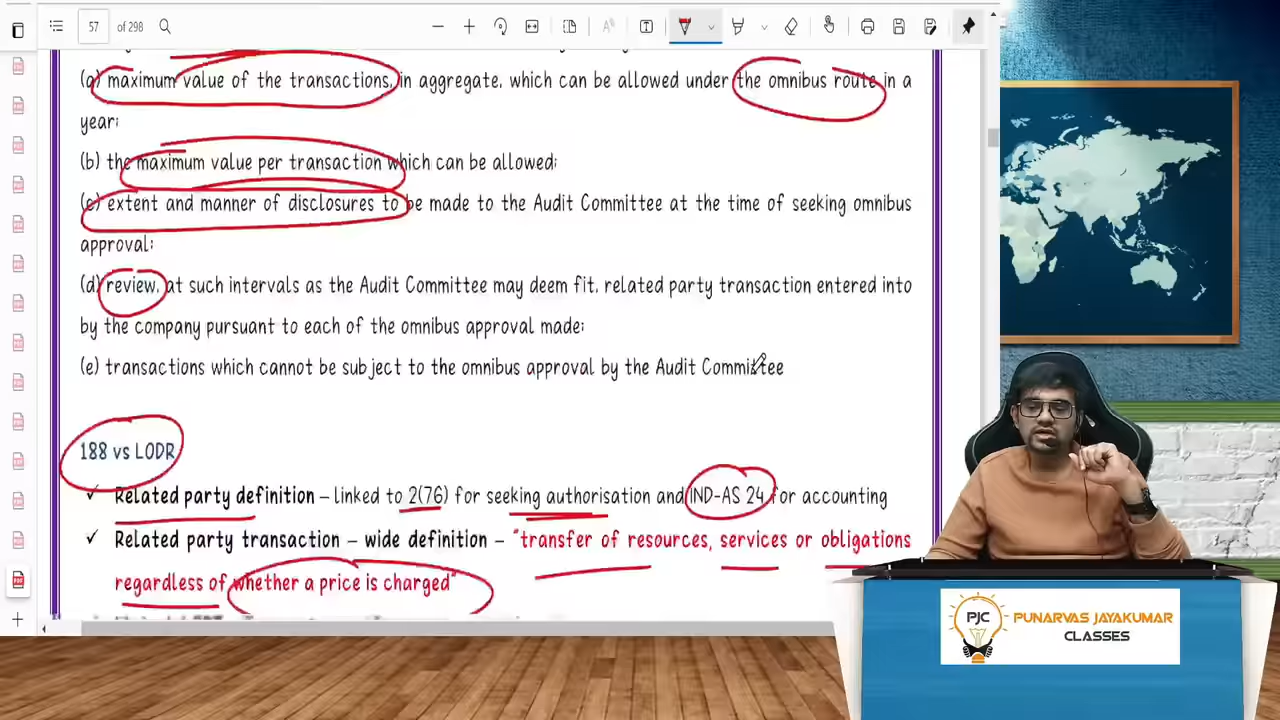 57 of 298
(a) maximum value of the transactions, in aggregate, which can be allowed under the omnibus route in a
year;
(b) the maximum value per transaction which can be allowed;
(c) extent and manner of disclosures to be made to the Audit Committee at the time of seeking omnibus
approval;
(d) review, at such intervals as the Audit Committee may deem fit, related party transaction entered into
by the company pursuant to each of the omnibus approval made;
(e) transactions which cannot be subject to the omnibus approval by the Audit Committee
188 vs LODR
✓ Related party definition – linked to 2(76) for seeking authorisation and IND-AS 24 for accounting
✓ Related party transaction – wide definition – "transfer of resources, services or obligations
regardless of whether a price is charged"
PJC
PUNARVAS JAYAKUMAR
CLASSES